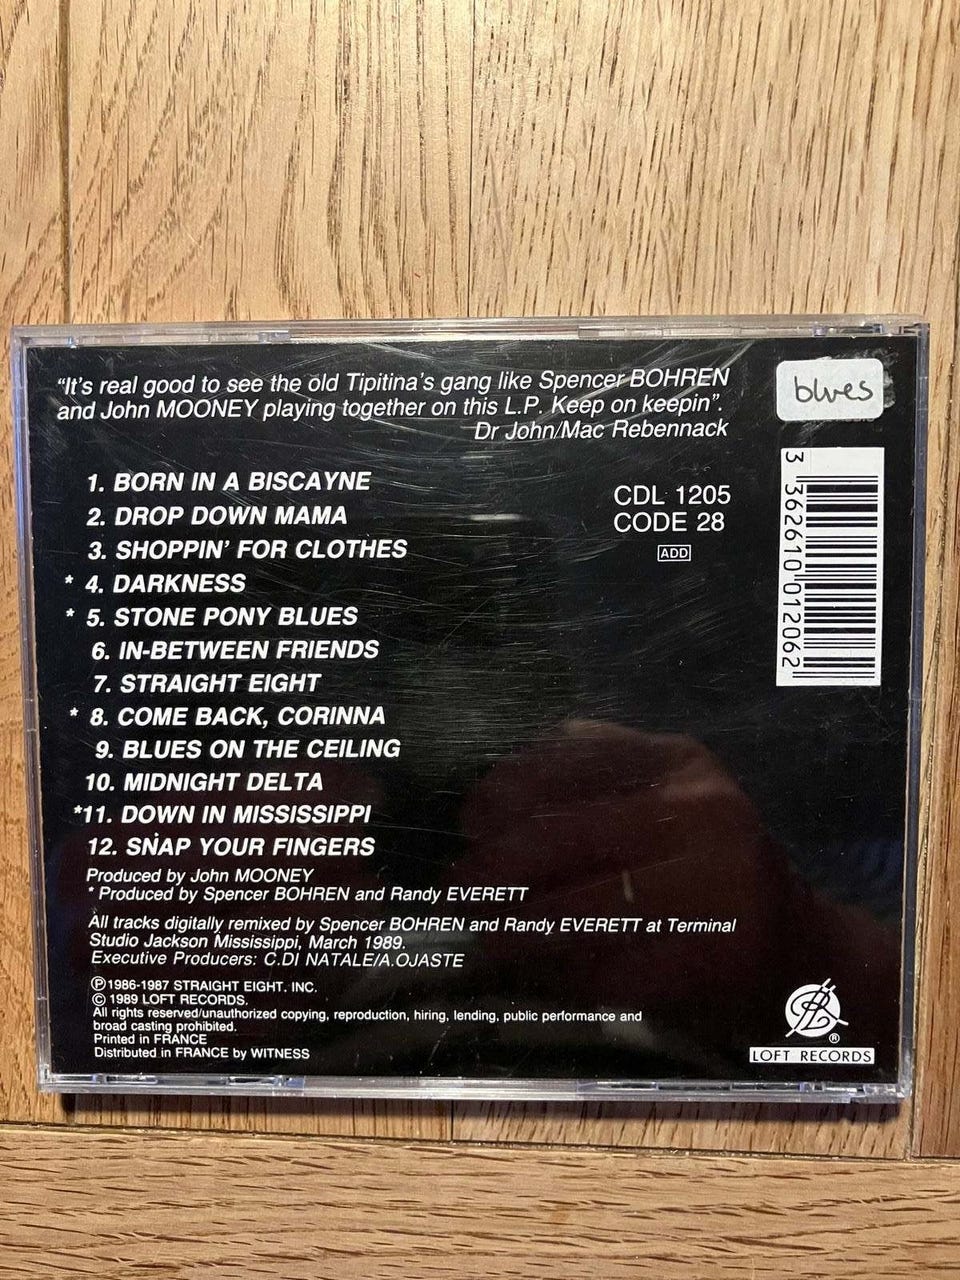 "It's real good to see the old Tipitina's gang like Spencer BOHREN
and John MOONEY playing together on this L.P. Keep on keepin".
Dr John/Mac Rebennack
blues
1. BORN IN A BISCAYNE
2. DROP DOWN MAMA
3. SHOPPIN' FOR CLOTHES
* 4. DARKNESS
* 5. STONE PONY BLUES
6. IN-BETWEEN FRIENDS
7. STRAIGHT EIGHT
* 8. COME BACK, CORINNA
9. BLUES ON THE CEILING
10. MIDNIGHT DELTA
*11. DOWN IN MISSISSIPPI
12. SNAP YOUR FINGERS
CDL 1205
CODE 28
ADD
3 362610 012062
Produced by John MOONEY
* Produced by Spencer BOHREN and Randy EVERETT
All tracks digitally remixed by Spencer BOHREN and Randy EVERETT at Terminal
Studio Jackson Mississippi, March 1989.
Executive Producers: C.DI NATALE/A.OJASTE
Ⓟ1986-1987 STRAIGHT EIGHT. INC.
© 1989 LOFT RECORDS.
All rights reserved/unauthorized copying, reproduction, hiring, lending, public performance and
broad casting prohibited.
Printed in FRANCE
Distributed in FRANCE by WITNESS
®
LOFT RECORDS